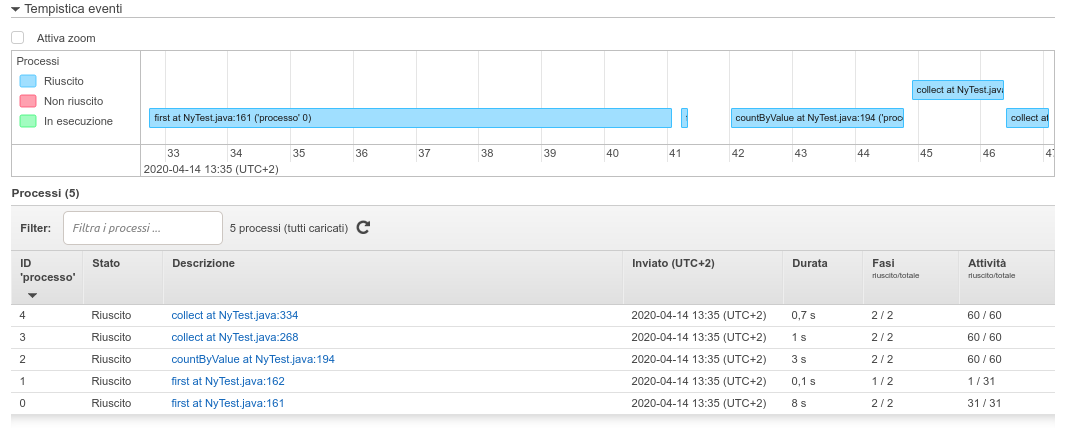 Tempistica eventi
Attiva zoom
Processi
Riuscito
Non riuscito
In esecuzione
collect at NyTest.java
first at NyTest.java:161 ('processo' 0)
countByValue at NyTest.java:194 ('proc
collect at
33 34 35 36 37 38 39 40 41 42 43 44 45 46 47
2020-04-14 13:35 (UTC+2)
Processi (5)
Filter: Filtra i processi ... 5 processi (tutti caricati)
ID 'processo' Stato Descrizione Inviato (UTC+2) Durata Fasi riuscito/totale Attività riuscito/totale
4 Riuscito collect at NyTest.java:334 2020-04-14 13:35 (UTC+2) 0,7 s 2 / 2 60 / 60
3 Riuscito collect at NyTest.java:268 2020-04-14 13:35 (UTC+2) 1 s 2 / 2 60 / 60
2 Riuscito countByValue at NyTest.java:194 2020-04-14 13:35 (UTC+2) 3 s 2 / 2 60 / 60
1 Riuscito first at NyTest.java:162 2020-04-14 13:35 (UTC+2) 0,1 s 1 / 2 1 / 31
0 Riuscito first at NyTest.java:161 2020-04-14 13:35 (UTC+2) 8 s 2 / 2 31 / 31